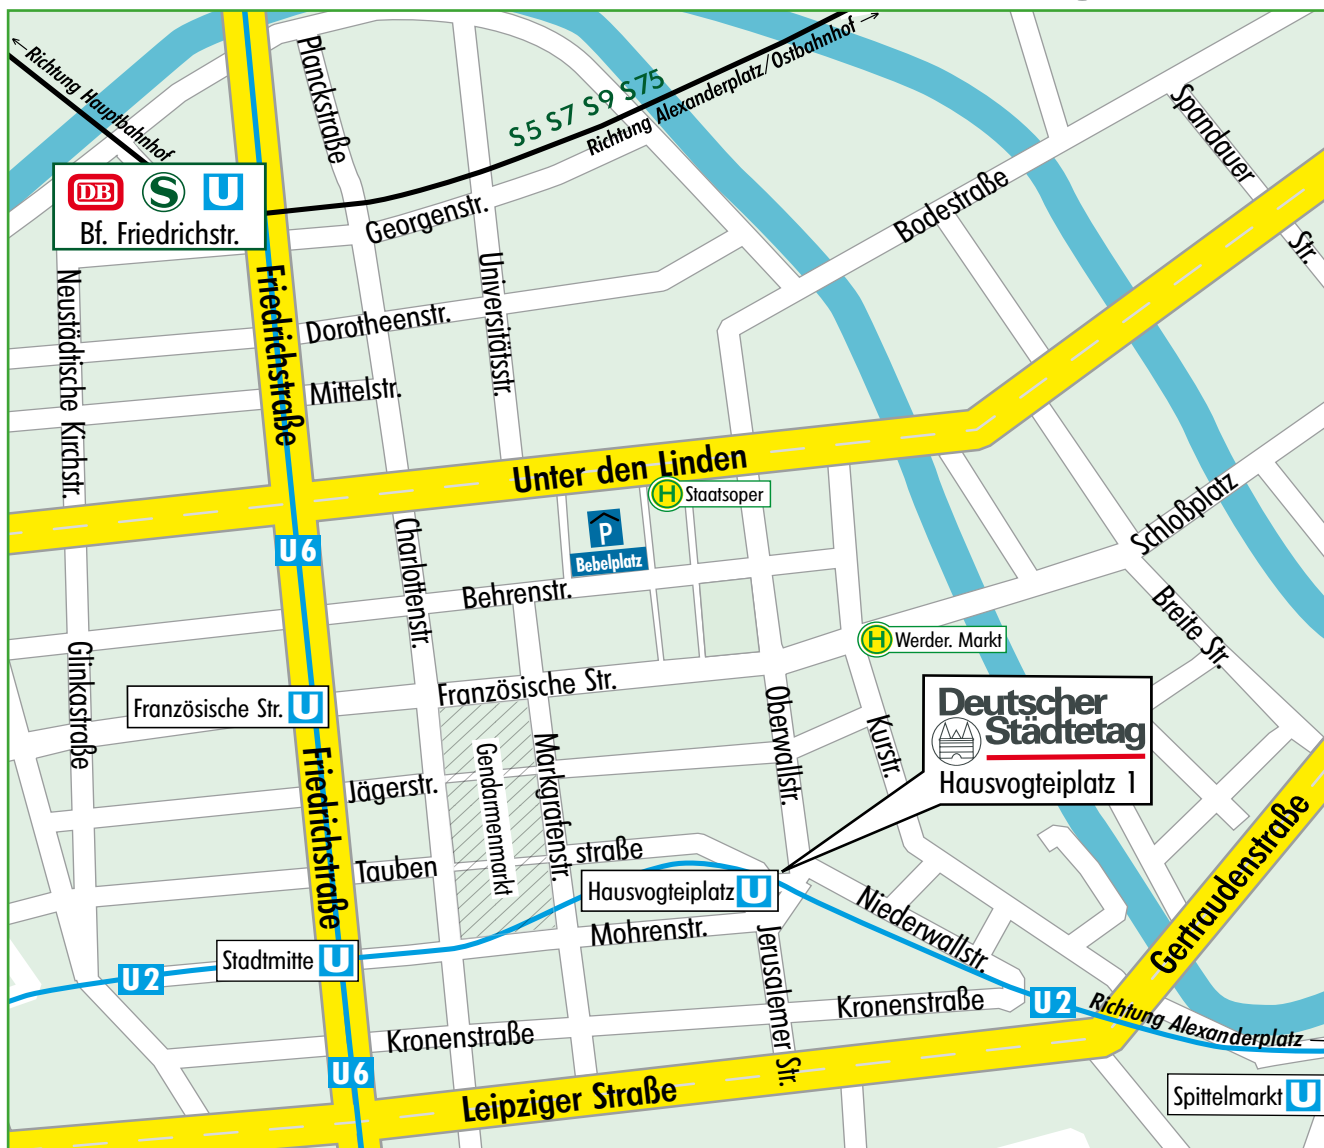 ← Richtung Hauptbahnhof
Planckstraße
S5 S7 S9 S75
Richtung Alexanderplatz/Ostbahnhof →
Spandauer
Str.
DB S U
Bf. Friedrichstr.
Georgenstr.
Bodestraße
Neustädtische Kirchstr.
Friedrichstraße
Universitätsstr.
Dorotheenstr.
Mittelstr.
Unter den Linden
H Staatsoper
P
Bebelplatz
Schloßplatz
U6
Charlottenstr.
Behrenstr.
Breite Str.
H Werder. Markt
Glinkastraße
Französische Str.
Französische Str. U
Oberwallstr.
Kurstr.
Deutscher
Städtetag
Hausvogteiplatz 1
Friedrichstraße
Gendarmenmarkt
Markgrafenstr.
Jägerstr.
Tauben
straße
Hausvogteiplatz U
Niederwallstr.
Gertraudenstraße
Mohrenstr.
Jerusalemer Str.
Stadtmitte U
U2
Kronenstraße
Kronenstraße
U2
Richtung Alexanderplatz →
U6
Leipziger Straße
Spittelmarkt U